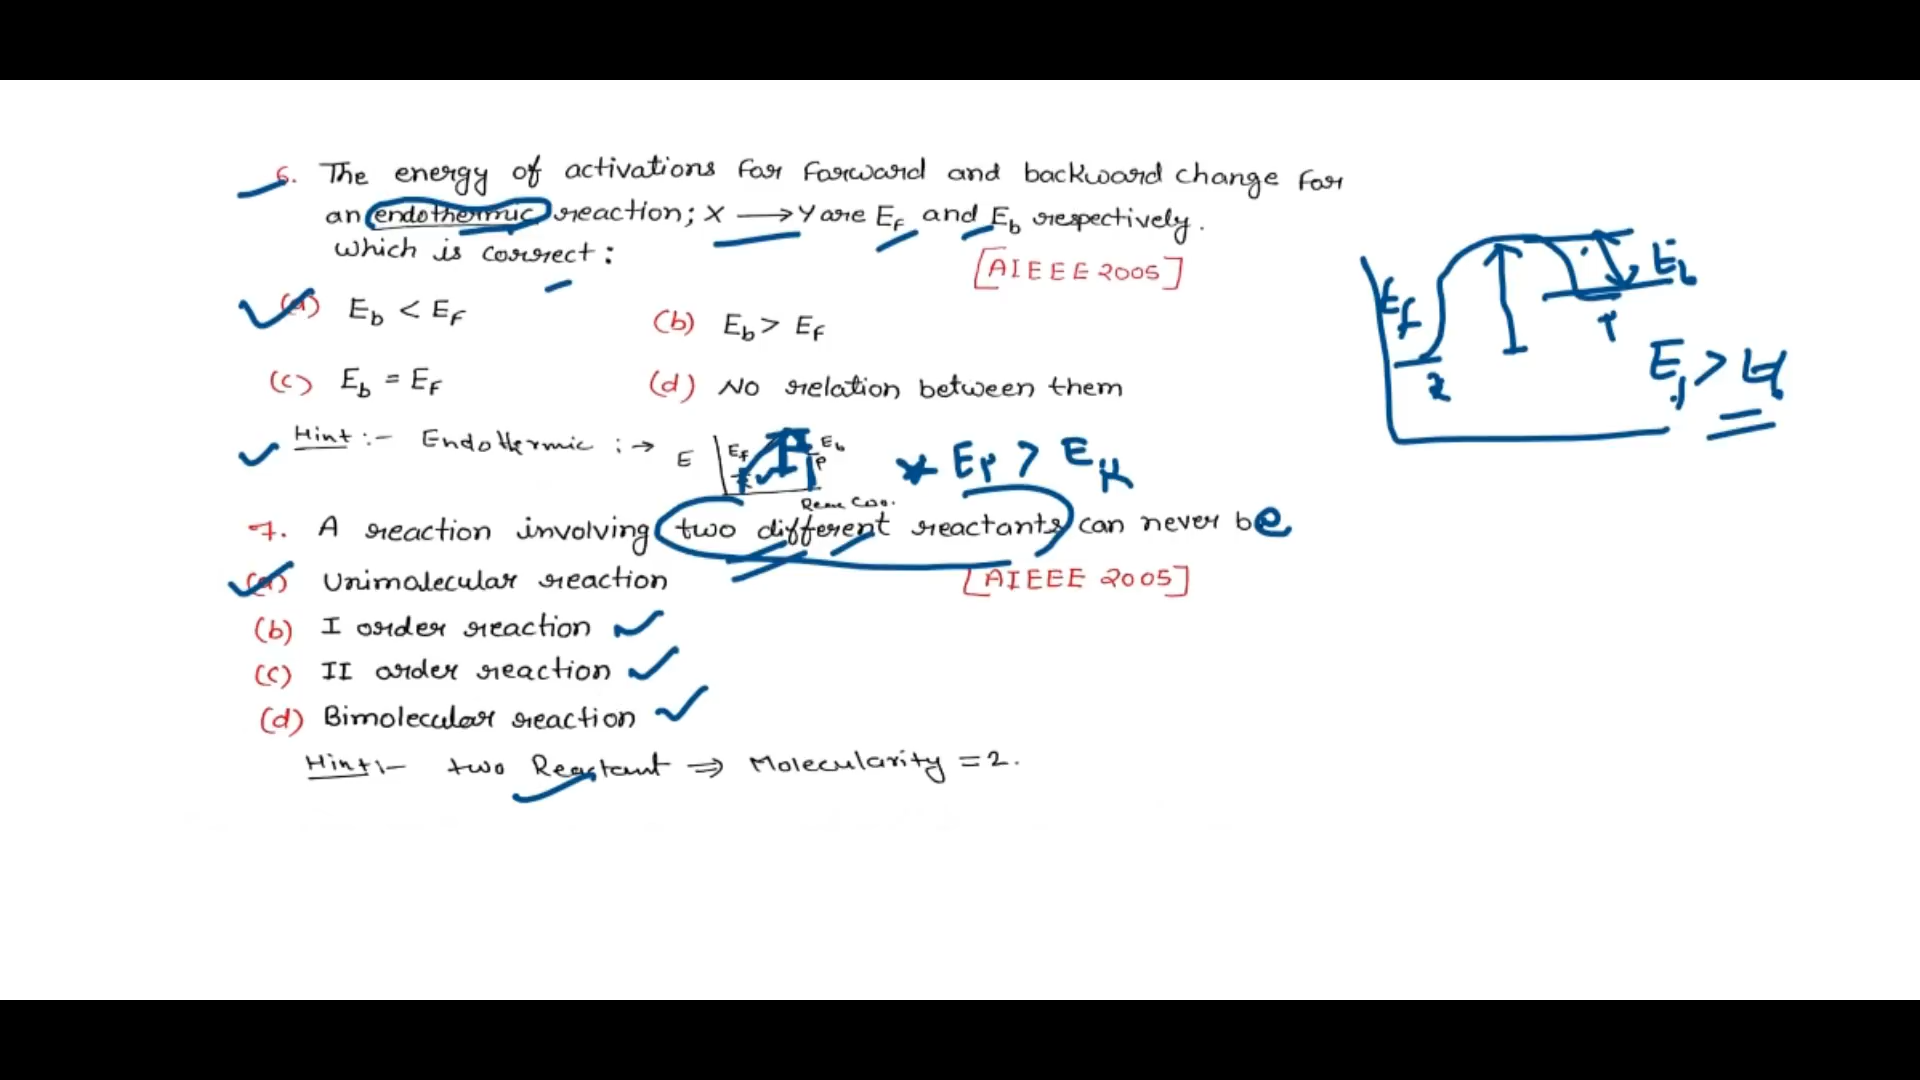 6. The energy of activations for forward and backward change for
an endothermic reaction; X → Y are Ef and Eb respectively.
which is correct:
[AIEEE 2005]
(a) Eb < Ef
(b) Eb > Ef
(c) Eb = Ef
(d) No relation between them
Hint :- Endothermic :→
E
Ef
Eb
P
* Ep > ER
7. A reaction involving two different reactants can never be
(a) Unimolecular reaction
[AIEEE 2005]
(b) I order reaction
(c) II order reaction
(d) Bimolecular reaction
Hint:- two Reactant ⇒ Molecularity = 2.
Ef
Eb